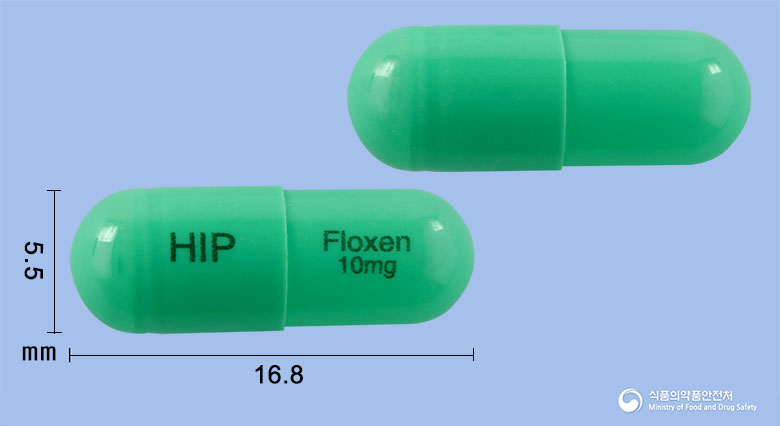 HIP
Floxen
10mg
5.5
mm
16.8
식품의약품안전처
Ministry of Food and Drug Safety